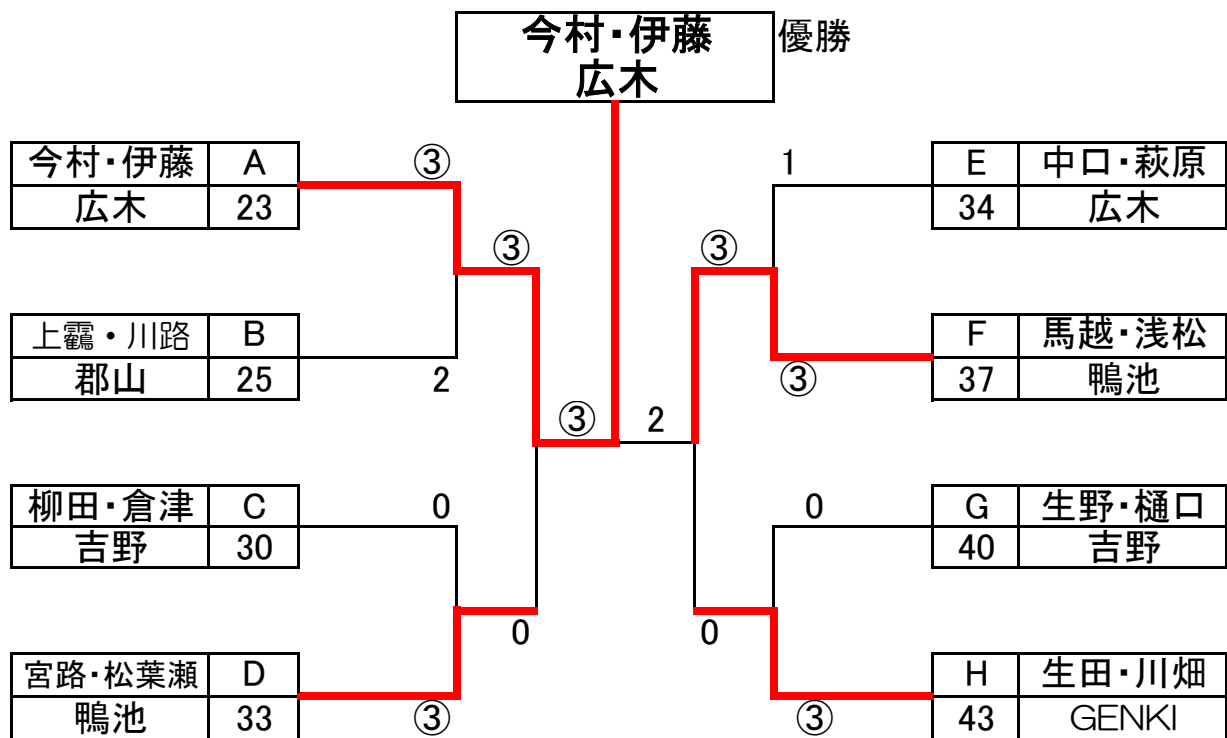 今村・伊藤 優勝
広木
今村・伊藤 A ③ 1 E 中口・萩原
広木 23 34 広木
③ ③
上靍・川路 B F 馬越・浅松
郡山 25 2 ③ 37 鴨池
③ 2
柳田・倉津 C 0 0 G 生野・樋口
吉野 30 40 吉野
0 0
宮路・松葉瀬 D H 生田・川畑
鴨池 33 ③ ③ 43 GENKI